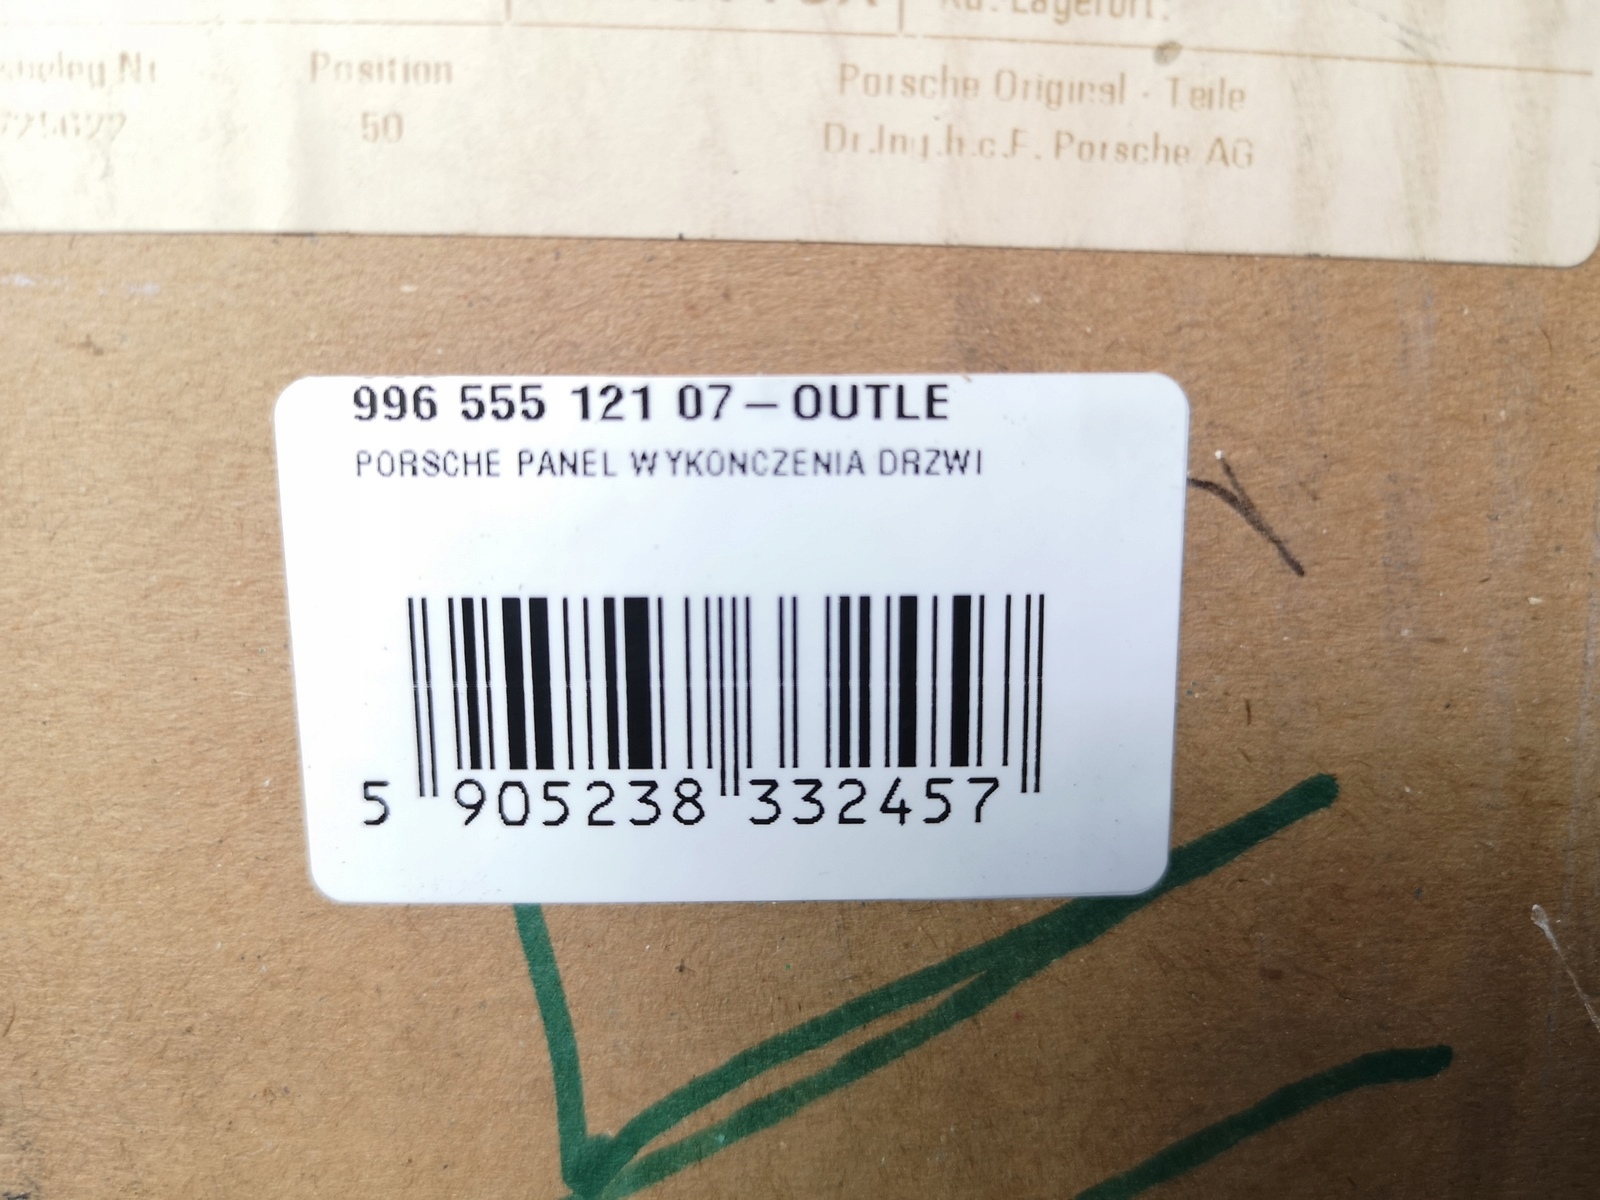 Position
50
Porsche Original - Teile
Dr.Ing.h.c.F. Porsche AG
996 555 121 07-OUTLE
PORSCHE PANEL WYKONCZENIA DRZWI
5 905238 332457